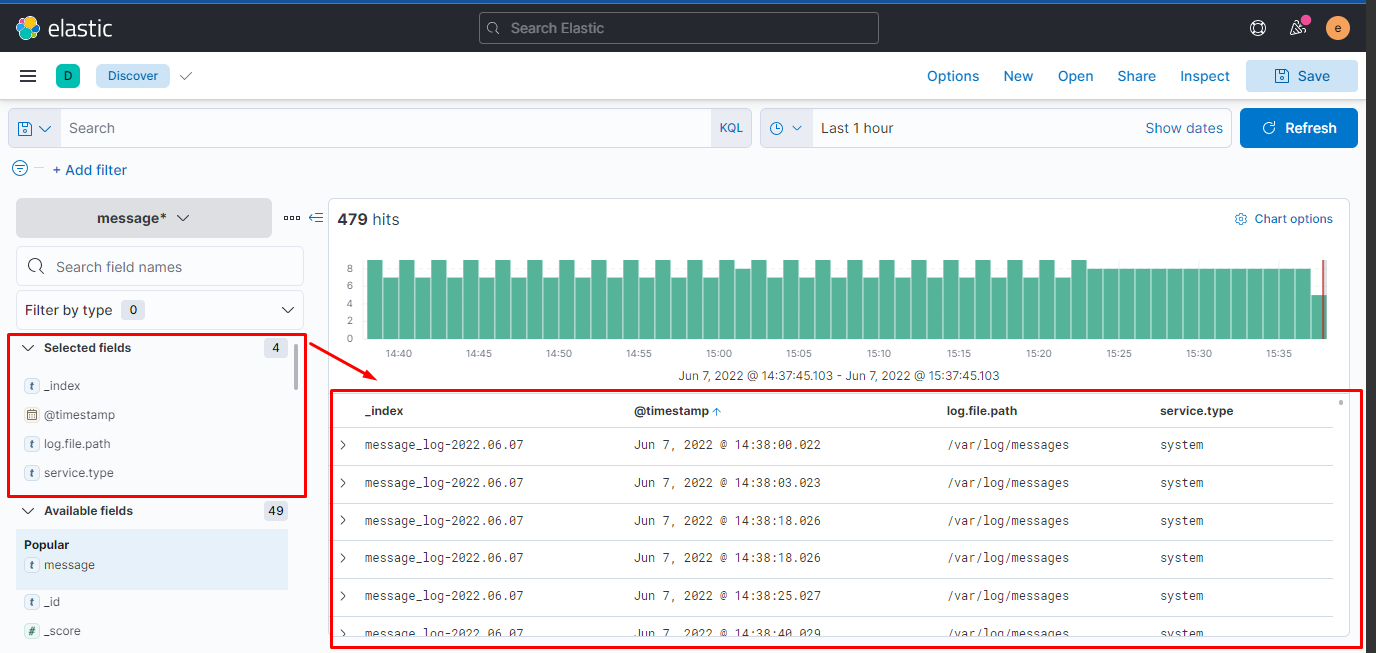 elastic
Search Elastic
e
D
Discover
Options New Open Share Inspect Save
Search KQL Last 1 hour Show dates Refresh
+ Add filter
message*
479 hits
Chart options
Search field names
Filter by type 0
8
6
4
2
0
14:40 14:45 14:50 14:55 15:00 15:05 15:10 15:15 15:20 15:25 15:30 15:35
Jun 7, 2022 @ 14:37:45.103 - Jun 7, 2022 @ 15:37:45.103
Selected fields 4
t _index
@timestamp
t log.file.path
t service.type
Available fields 49
Popular
t message
t _id
# _score
_index @timestamp log.file.path service.type
message_log-2022.06.07 Jun 7, 2022 @ 14:38:00.022 /var/log/messages system
message_log-2022.06.07 Jun 7, 2022 @ 14:38:03.023 /var/log/messages system
message_log-2022.06.07 Jun 7, 2022 @ 14:38:18.026 /var/log/messages system
message_log-2022.06.07 Jun 7, 2022 @ 14:38:18.026 /var/log/messages system
message_log-2022.06.07 Jun 7, 2022 @ 14:38:25.027 /var/log/messages system
message_log-2022.06.07 Jun 7, 2022 @ 14:38:40.029 /var/log/messages system